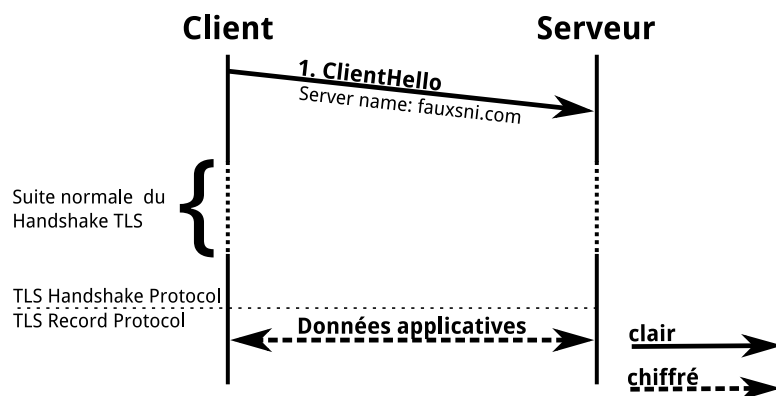 Client
Serveur
1. ClientHello
Server name: fauxsni.com
Suite normale du
Handshake TLS
TLS Handshake Protocol
TLS Record Protocol
Données applicatives
clair
chiffré